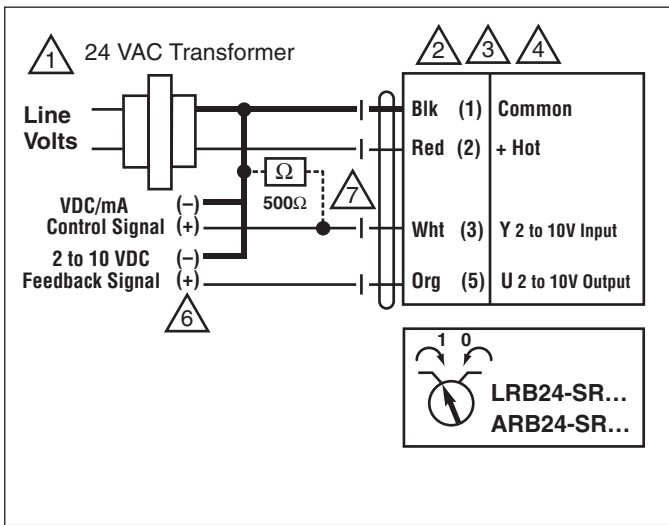 1 24 VAC Transformer
2 3 4
Line
Volts
Blk (1) Common
Red (2) + Hot
Ω
500Ω
7
VDC/mA (–)
Control Signal (+)
Wht (3) Y 2 to 10V Input
2 to 10 VDC (–)
Feedback Signal (+)
Org (5) U 2 to 10V Output
6
1 0
LRB24-SR...
ARB24-SR...